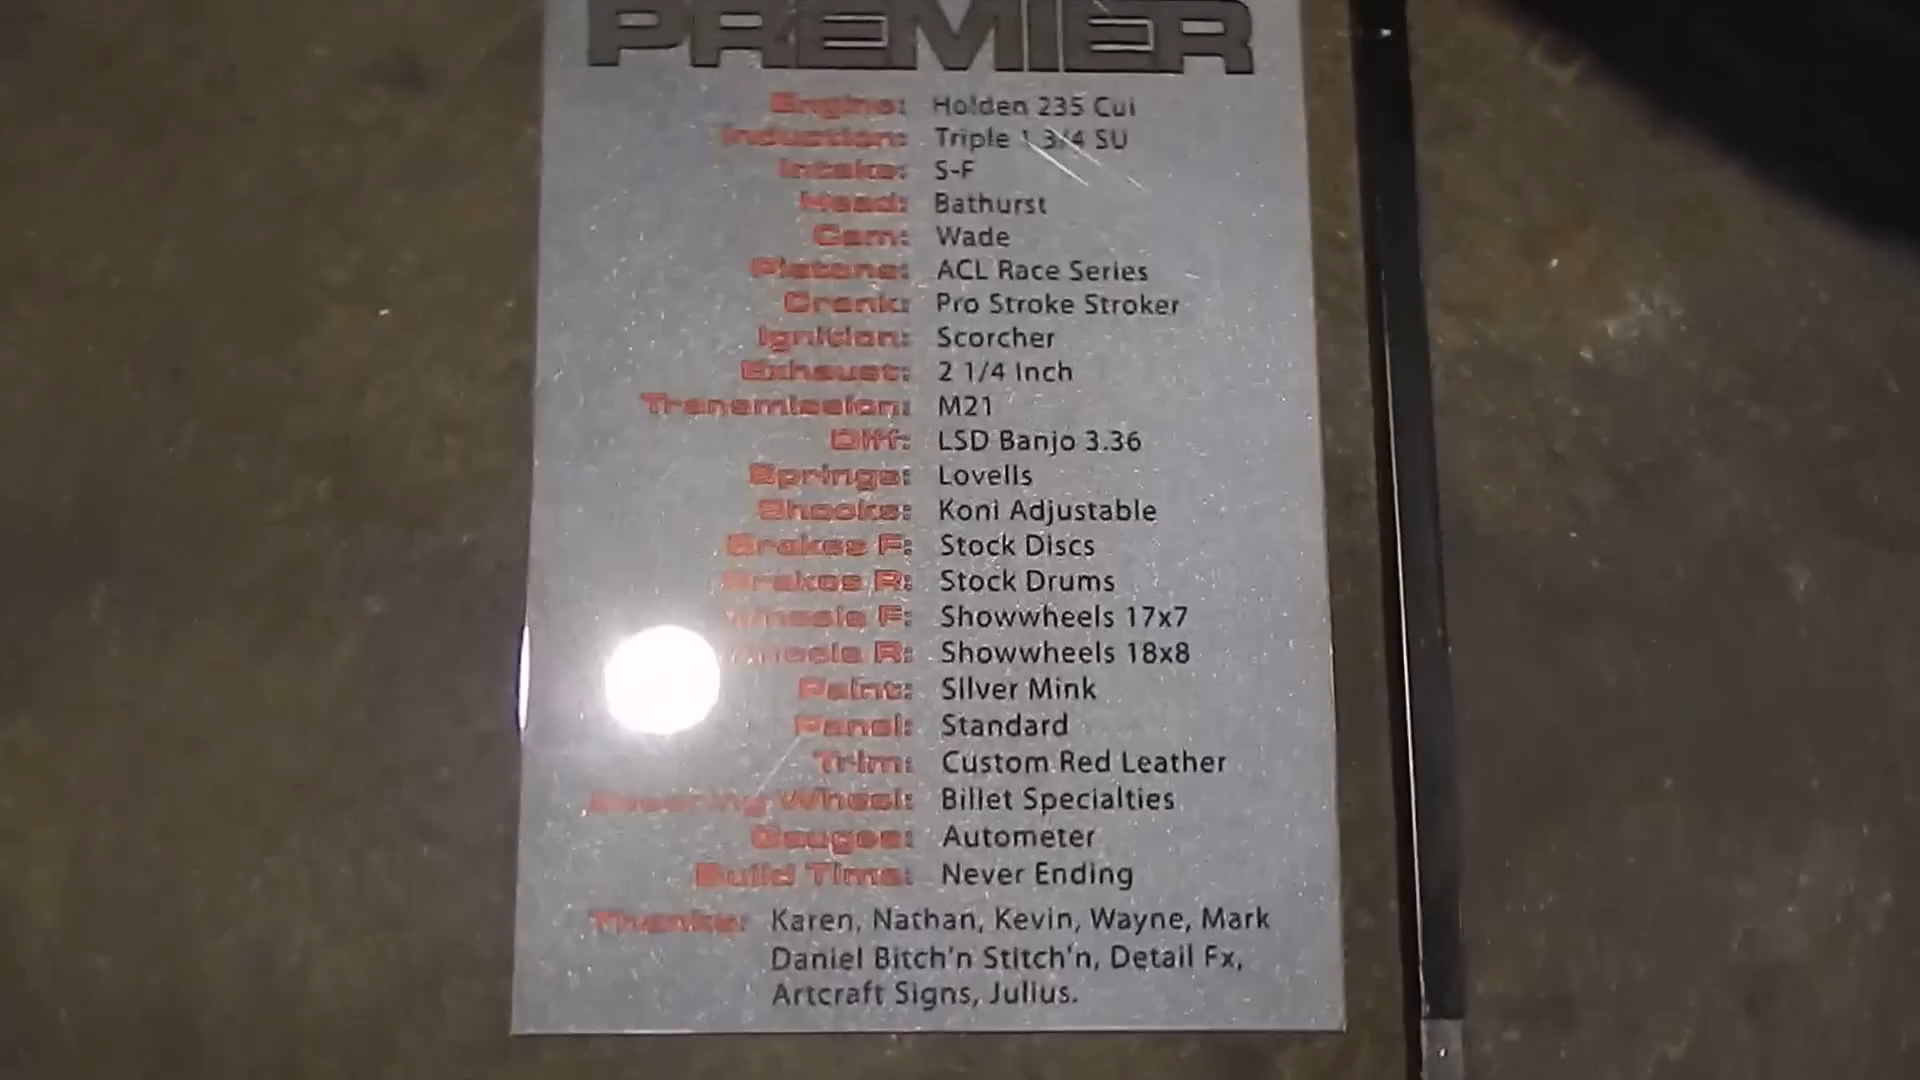 PREMIER
Engine: Holden 235 Cui
Induction: Triple 1 3/4 SU
Intake: S-F
Head: Bathurst
Cam: Wade
Pistons: ACL Race Series
Crank: Pro Stroke Stroker
Ignition: Scorcher
Exhaust: 2 1/4 Inch
Transmission: M21
Diff: LSD Banjo 3.36
Springs: Lovells
Shocks: Koni Adjustable
Brakes F: Stock Discs
Brakes R: Stock Drums
Wheels F: Showwheels 17x7
Wheels R: Showwheels 18x8
Paint: Silver Mink
Panel: Standard
Trim: Custom Red Leather
Steering Wheel: Billet Specialties
Gauges: Autometer
Build Time: Never Ending
Thanks: Karen, Nathan, Kevin, Wayne, Mark
Daniel Bitch'n Stitch'n, Detail Fx,
Artcraft Signs, Julius.